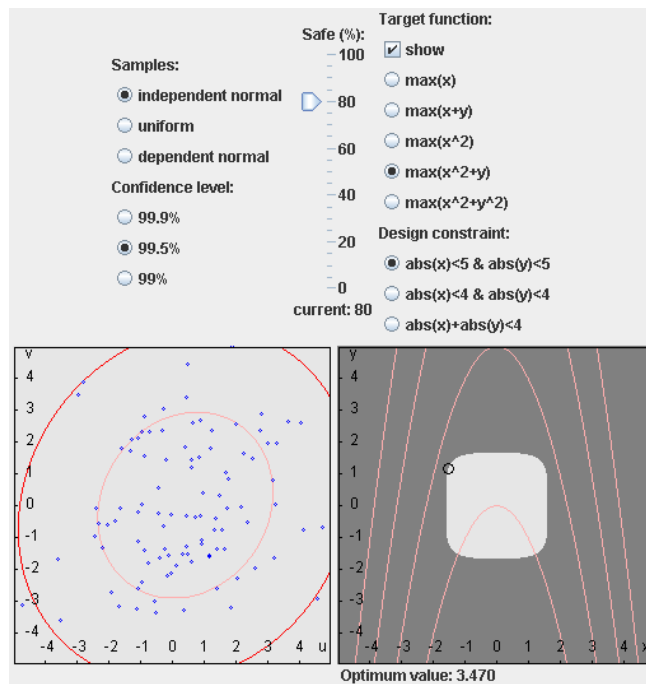 Samples:
independent normal
uniform
dependent normal
Confidence level:
99.9%
99.5%
99%
Safe (%):
100
80
60
40
20
0
current: 80
Target function:
show
max(x)
max(x+y)
max(x^2)
max(x^2+y)
max(x^2+y^2)
Design constraint:
abs(x)<5 & abs(y)<5
abs(x)<4 & abs(y)<4
abs(x)+abs(y)<4
v
4
3
2
1
0
-1
-2
-3
-4
-4 -3 -2 -1 0 1 2 3 4 u
y
4
3
2
1
0
-1
-2
-3
-4
-4 -3 -2 -1 0 1 2 3 4 x
Optimum value: 3.470